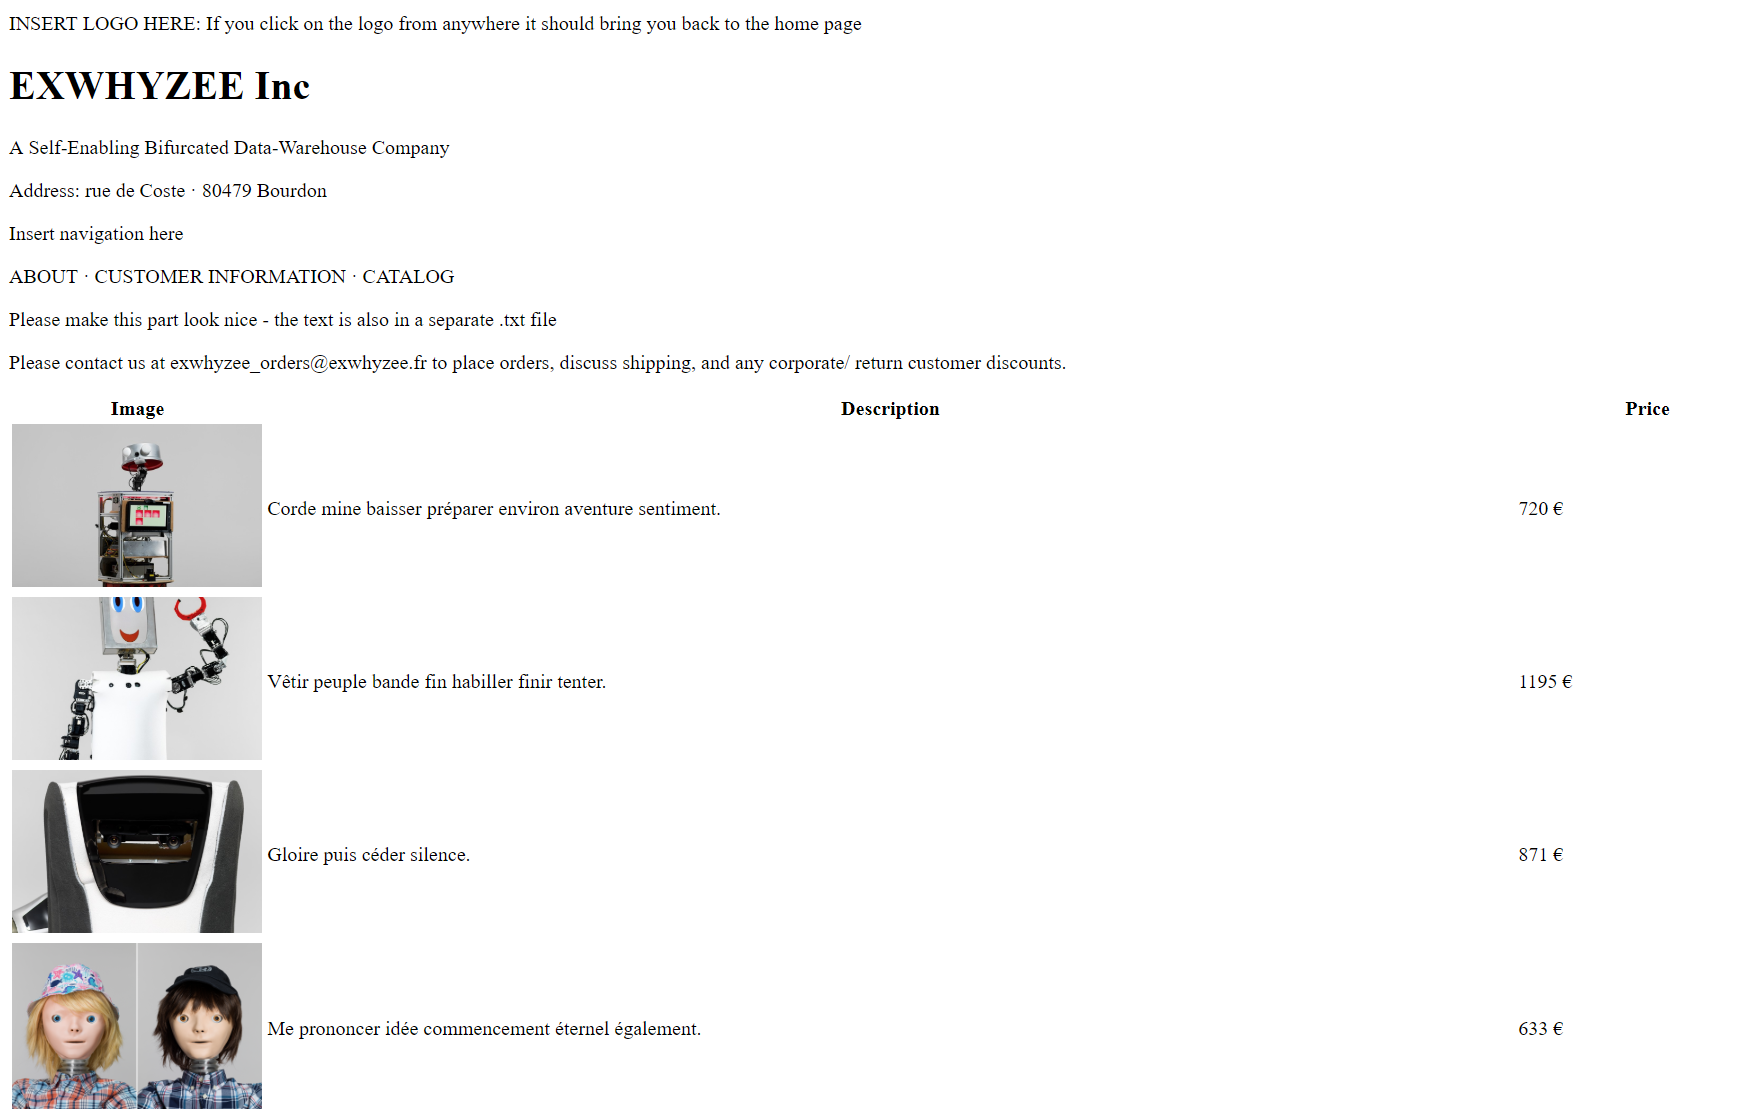 INSERT LOGO HERE: If you click on the logo from anywhere it should bring you back to the home page
EXWHYZEE Inc
A Self-Enabling Bifurcated Data-Warehouse Company
Address: rue de Coste · 80479 Bourdon
Insert navigation here
ABOUT · CUSTOMER INFORMATION · CATALOG
Please make this part look nice - the text is also in a separate .txt file
Please contact us at exwhyzee_orders@exwhyzee.fr to place orders, discuss shipping, and any corporate/ return customer discounts.
Image Description Price
Corde mine baisser préparer environ aventure sentiment. 720 €
Vêtir peuple bande fin habiller finir tenter. 1195 €
Gloire puis céder silence. 871 €
Me prononcer idée commencement éternel également. 633 €